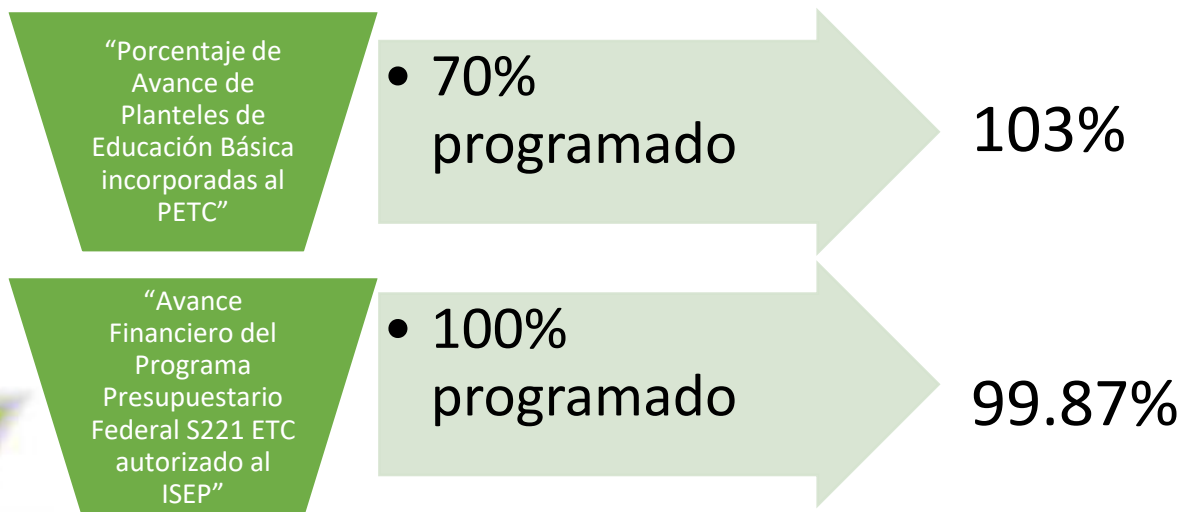 “Porcentaje de
Avance de
Planteles de
Educación Básica
incorporadas al
PETC”
• 70%
programado
103%
“Avance
Financiero del
Programa
Presupuestario
Federal S221 ETC
autorizado al
ISEP”
• 100%
programado
99.87%